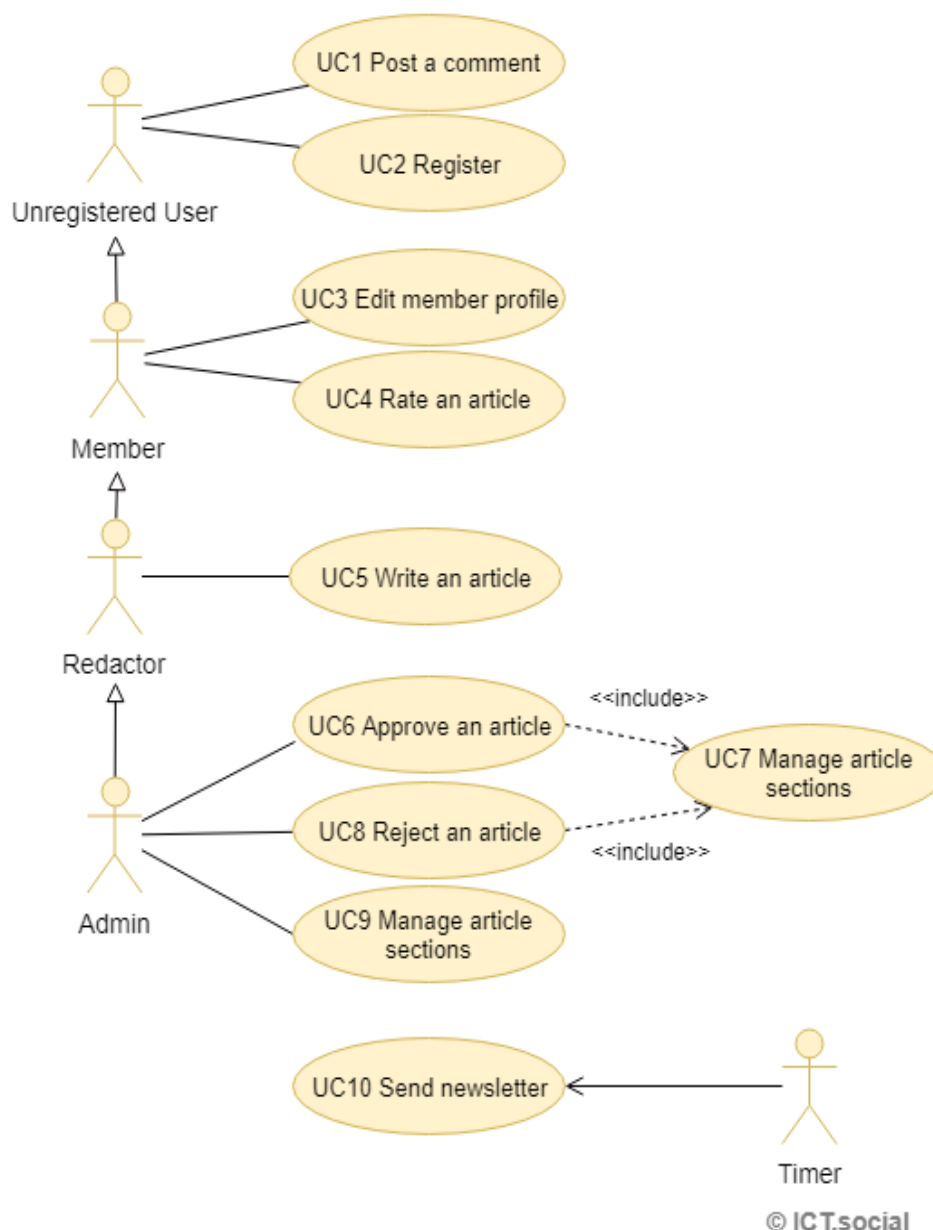 UC1 Post a comment
UC2 Register
Unregistered User
UC3 Edit member profile
UC4 Rate an article
Member
UC5 Write an article
Redactor
<<include>>
UC6 Approve an article
UC7 Manage article
sections
UC8 Reject an article
<<include>>
UC9 Manage article
sections
Admin
UC10 Send newsletter
Timer
© ICT.social